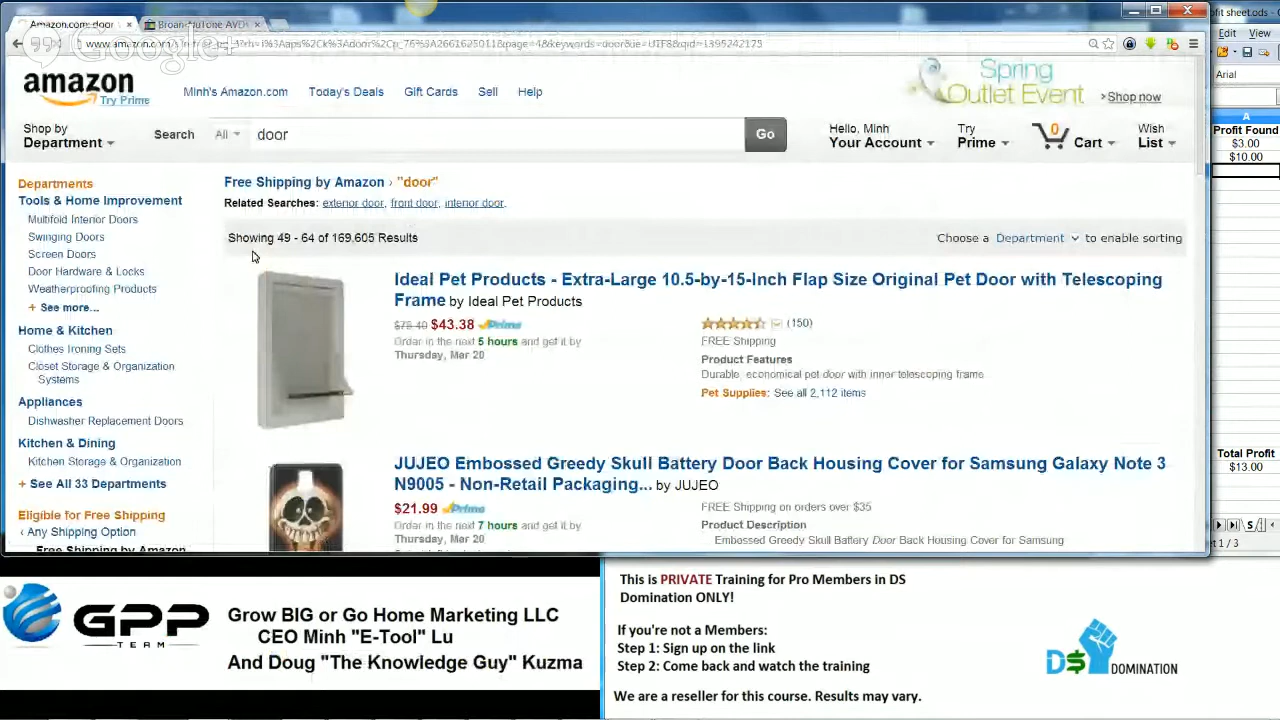 Amazon.com: door
Broan-NuTone AVD
Google+
amazon
Try Prime
Minh's Amazon.com
Today's Deals
Gift Cards
Sell
Help
Spring
Outlet Event
Shop now
Shop by
Department
Search
All
door
Go
Hello, Minh
Your Account
Try
Prime
0
Cart
Wish
List
Departments
Tools & Home Improvement
Multifold Interior Doors
Swinging Doors
Screen Doors
Door Hardware & Locks
Weatherproofing Products
+ See more...
Home & Kitchen
Clothes Ironing Sets
Closet Storage & Organization
Systems
Appliances
Dishwasher Replacement Doors
Kitchen & Dining
Kitchen Storage & Organization
+ See All 33 Departments
Eligible for Free Shipping
‹ Any Shipping Option
Free Shipping by Amazon
Free Shipping by Amazon › "door"
Related Searches: exterior door, front door, interior door.
Showing 49 - 64 of 169,605 Results
Choose a Department to enable sorting
Ideal Pet Products - Extra-Large 10.5-by-15-Inch Flap Size Original Pet Door with Telescoping
Frame by Ideal Pet Products
$43.38 Prime
Order in the next 5 hours and get it by
Thursday, Mar 20
(150)
FREE Shipping
Product Features
Durable, economical pet door with inner telescoping frame
Pet Supplies: See all 2,112 items
JUJEO Embossed Greedy Skull Battery Door Back Housing Cover for Samsung Galaxy Note 3
N9005 - Non-Retail Packaging... by JUJEO
$21.99 Prime
Order in the next 7 hours and get it by
Thursday, Mar 20
FREE Shipping on orders over $35
Product Description
Embossed Greedy Skull Battery Door Back Housing Cover for Samsung
ofit sheet.ods - O
Edit View
Arial
A
Profit Found
$3.00
$10.00
Total Profit
$13.00
1 / 3
GPP
TEAM
Grow BIG or Go Home Marketing LLC
CEO Minh "E-Tool" Lu
And Doug "The Knowledge Guy" Kuzma
This is PRIVATE Training for Pro Members in DS
Domination ONLY!
If you're not a Members:
Step 1: Sign up on the link
Step 2: Come back and watch the training
We are a reseller for this course. Results may vary.
D$ DOMINATION